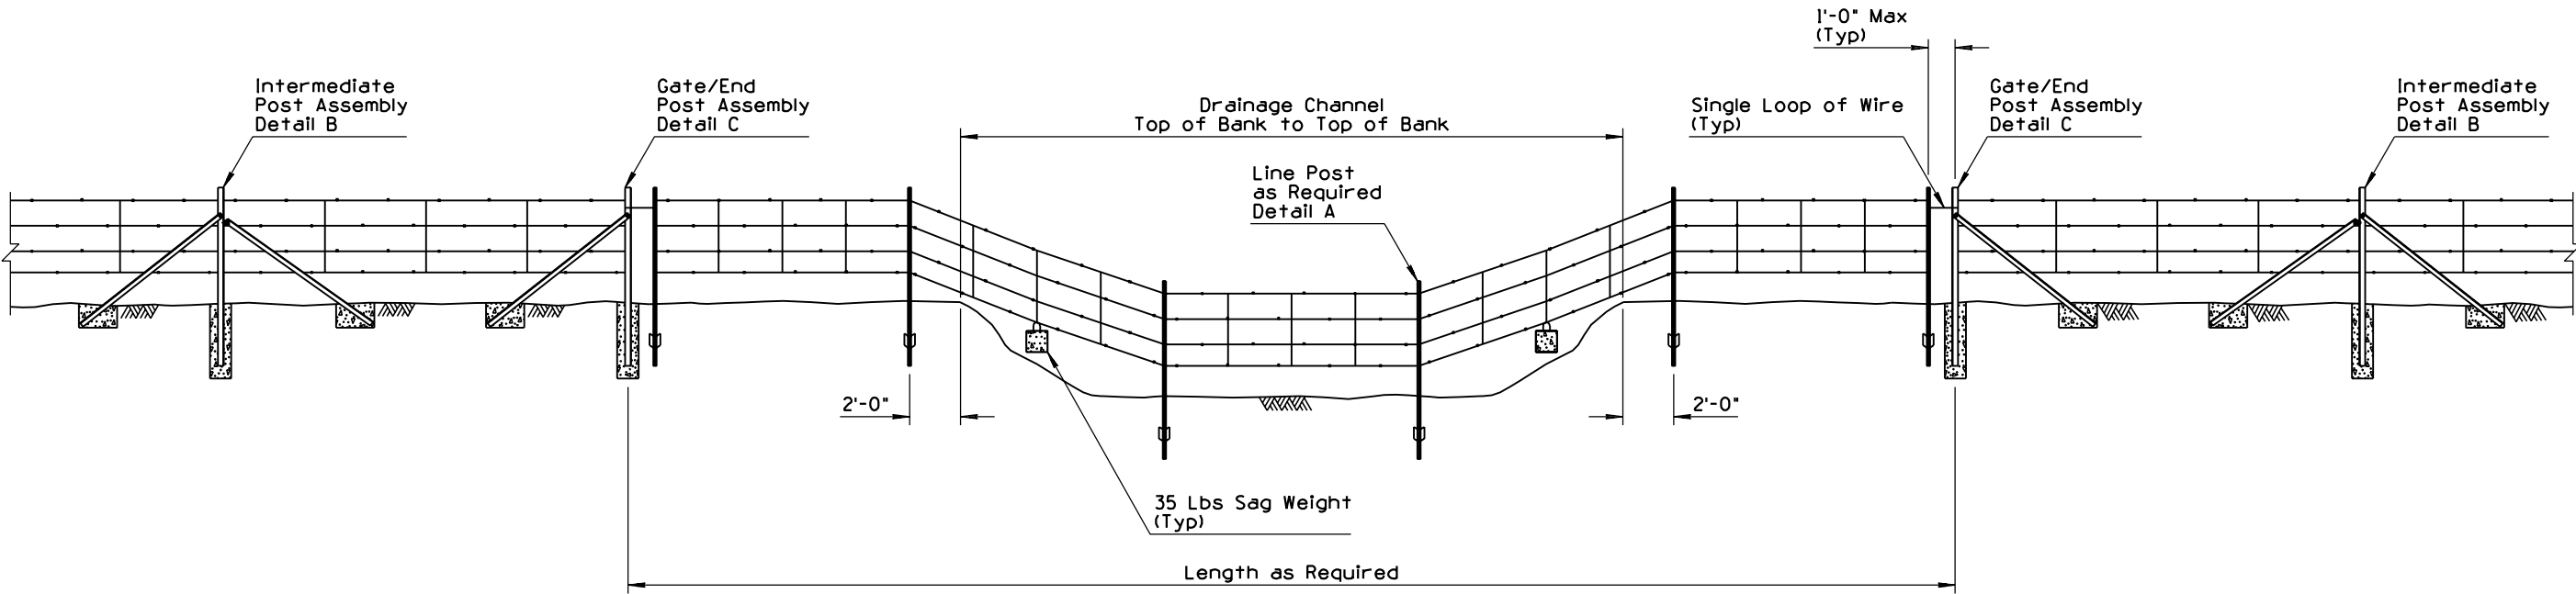 1'-0" Max
(Typ)
Intermediate
Post Assembly
Detail B
Gate/End
Post Assembly
Detail C
Drainage Channel
Top of Bank to Top of Bank
Single Loop of Wire
(Typ)
Gate/End
Post Assembly
Detail C
Intermediate
Post Assembly
Detail B
Line Post
as Required
Detail A
2'-0"
2'-0"
35 Lbs Sag Weight
(Typ)
Length as Required